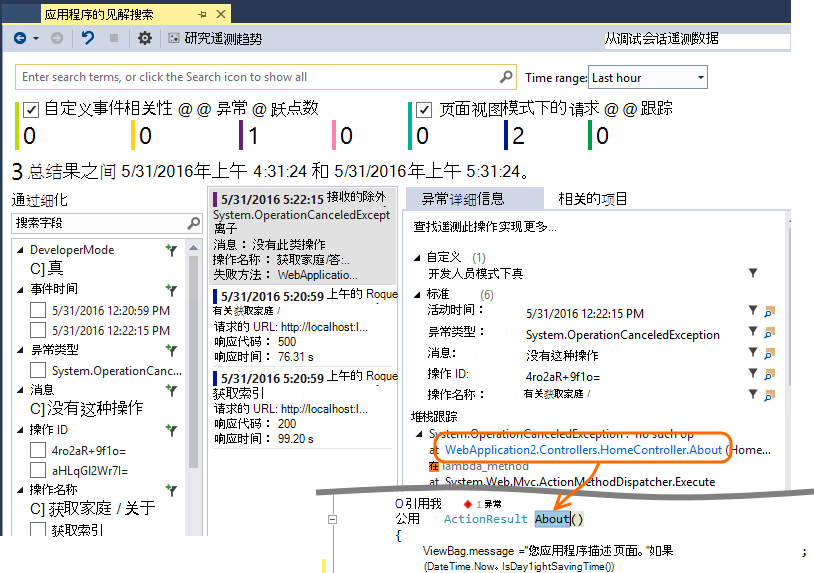 应用程序的见解搜索
研究遥测趋势
从调试会话遥测数据
Enter search terms, or click the Search icon to show all
Time range: Last hour
自定义事件相关性 @ @ 异常 @ 跃点数
页面视图模式下的请求 @ @ 跟踪
0 0 1 0 0 2 0
3 总结果之间 5/31/2016年上午 4:31:24 和 5/31/2016年上午 5:31:24。
通过细化
搜索字段
DeveloperMode
C] 真
事件时间
5/31/2016 12:20:59 PM
5/31/2016 12:22:15 PM
异常类型
System.OperationCanc...
消息
C] 没有这种操作
操作 ID
4ro2aR+9f1o=
aHLqGl2Wr7I=
操作名称
C] 获取家庭 / 关于
获取索引
5/31/2016 5:22:15 接收的除外
System.OperationCanceledExcept
离子
消息： 没有此类操作
操作名称： 获取家庭/答:..
失败方法： WebApplicatio...
5/31/2016 5:20:59 上午的 Roque
有关获取家庭 /
请求的 URL: http://localhost:l...
响应代码： 500
响应时间： 76.31 s
5/31/2016 5:20:59 上午的 Roque
获取索引
请求的 URL: http://localhost:l...
响应代码： 200
响应时间： 99.20 s
异常详细信息
相关的项目
查找遥测此操作实现更多...
自定义 (1)
开发人员模式下真
标准 (6)
活动时间： 5/31/2016 12:22:15 PM
异常类型： System.OperationCanceledException
消息: 没有这种操作
操作 ID: 4ro2aR+9f1o=
操作名称： 有关获取家庭 /
堆栈跟踪
System.OperationCanceledException : no such op
at WebApplication2.Controllers.HomeController.About (Home...
在 lambda_method
at System.Web.Mvc.ActionMethodDispatcher.Execute
O 引用我 1 异常
公用 ActionResult About()
{
ViewBag.message ="您应用程序描述页面。"如果 ;
(DateTime.Now。IsDay1ightSavingTime())